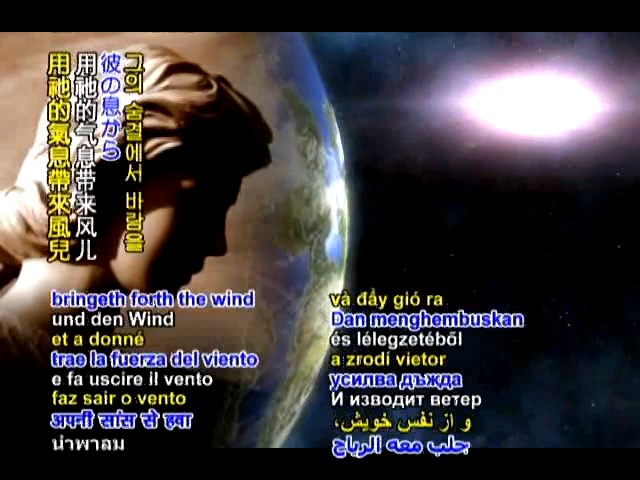 그의 숨결에서 바람을
彼の息から
用祂的气息带来风儿
用祂的氣息帶來風兒
bringeth forth the wind
und den Wind
et a donné
trae la fuerza del viento
e fa uscire il vento
faz sair o vento
अपनी सांस से हवा
นำพาลม
và đẩy gió ra
Dan menghembuskan
és lélegzetéből
a zrodí vietor
усилва дъжда
И изводит ветер
و از نفس خویش،
جلب معه الرياح